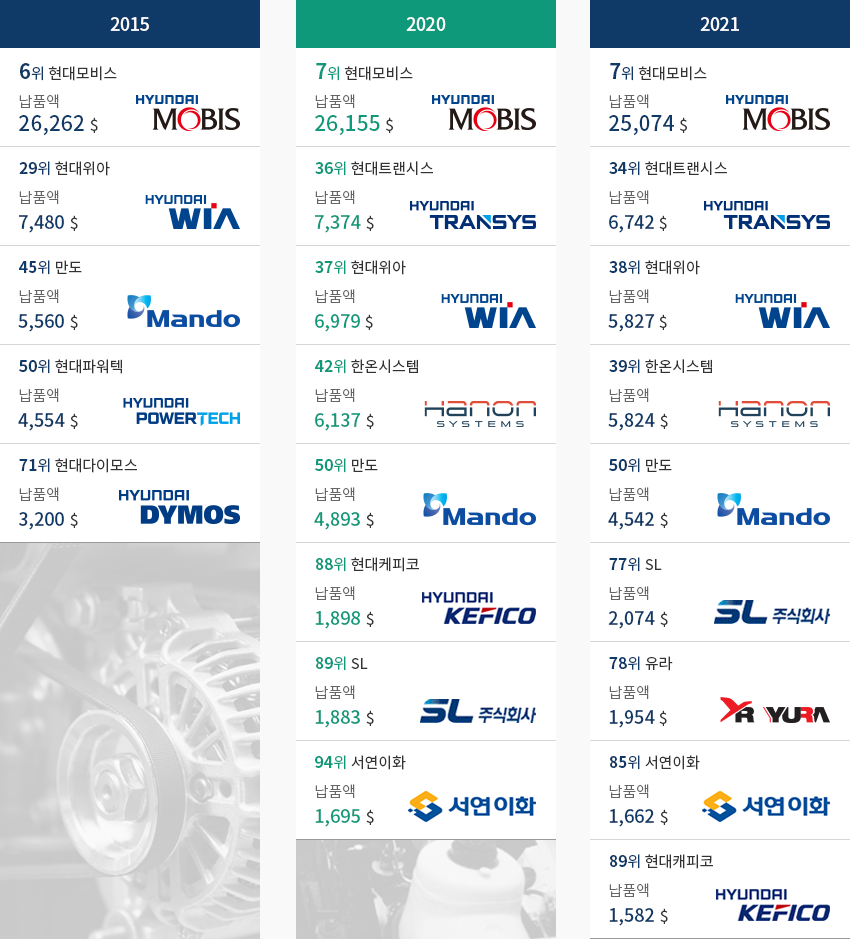 2015
6위 현대모비스
납품액
26,262 $
HYUNDAI
MOBIS
29위 현대위아
납품액
7,480 $
HYUNDAI
WIA
45위 만도
납품액
5,560 $
Mando
50위 현대파워텍
납품액
4,554 $
HYUNDAI
POWERTECH
71위 현대다이모스
납품액
3,200 $
HYUNDAI
DYMOS
2020
7위 현대모비스
납품액
26,155 $
HYUNDAI
MOBIS
36위 현대트랜시스
납품액
7,374 $
HYUNDAI
TRANSYS
37위 현대위아
납품액
6,979 $
HYUNDAI
WIA
42위 한온시스템
납품액
6,137 $
Hanon
SYSTEMS
50위 만도
납품액
4,893 $
Mando
88위 현대케피코
납품액
1,898 $
HYUNDAI
KEFICO
89위 SL
납품액
1,883 $
SL 주식회사
94위 서연이화
납품액
1,695 $
서연이화
2021
7위 현대모비스
납품액
25,074 $
HYUNDAI
MOBIS
34위 현대트랜시스
납품액
6,742 $
HYUNDAI
TRANSYS
38위 현대위아
납품액
5,827 $
HYUNDAI
WIA
39위 한온시스템
납품액
5,824 $
Hanon
SYSTEMS
50위 만도
납품액
4,542 $
Mando
77위 SL
납품액
2,074 $
SL 주식회사
78위 유라
납품액
1,954 $
YR YURA
85위 서연이화
납품액
1,662 $
서연이화
89위 현대캐피코
납품액
1,582 $
HYUNDAI
KEFICO